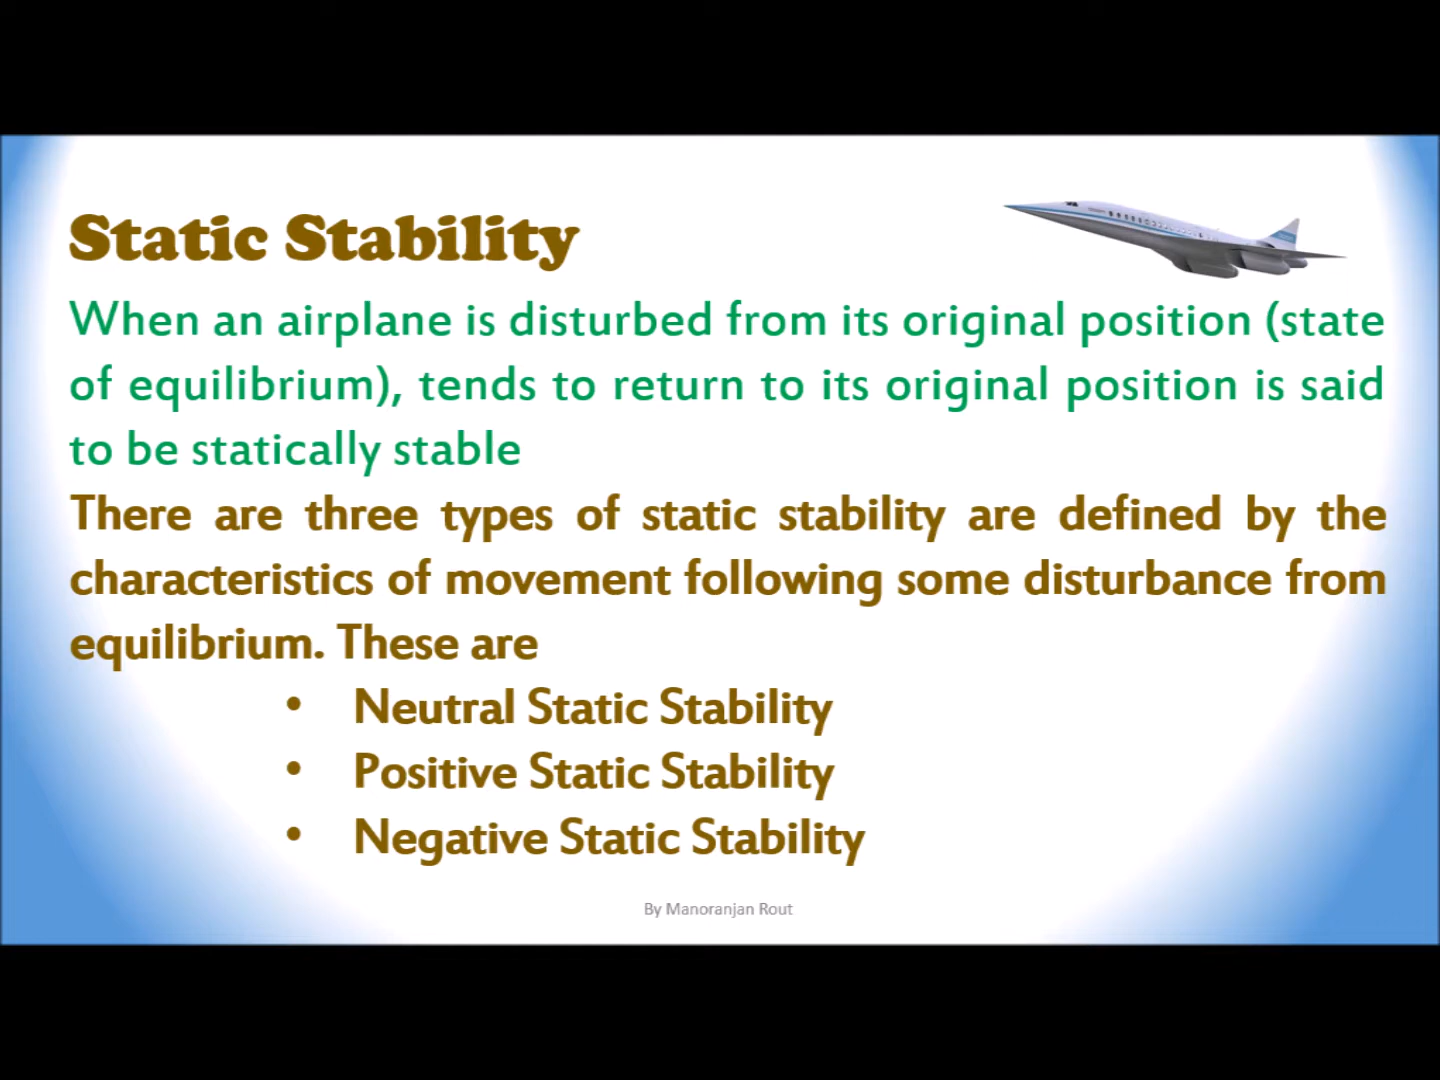 Static Stability
When an airplane is disturbed from its original position (state
of equilibrium), tends to return to its original position is said
to be statically stable
There are three types of static stability are defined by the
characteristics of movement following some disturbance from
equilibrium. These are
• Neutral Static Stability
• Positive Static Stability
• Negative Static Stability
By Manoranjan Rout